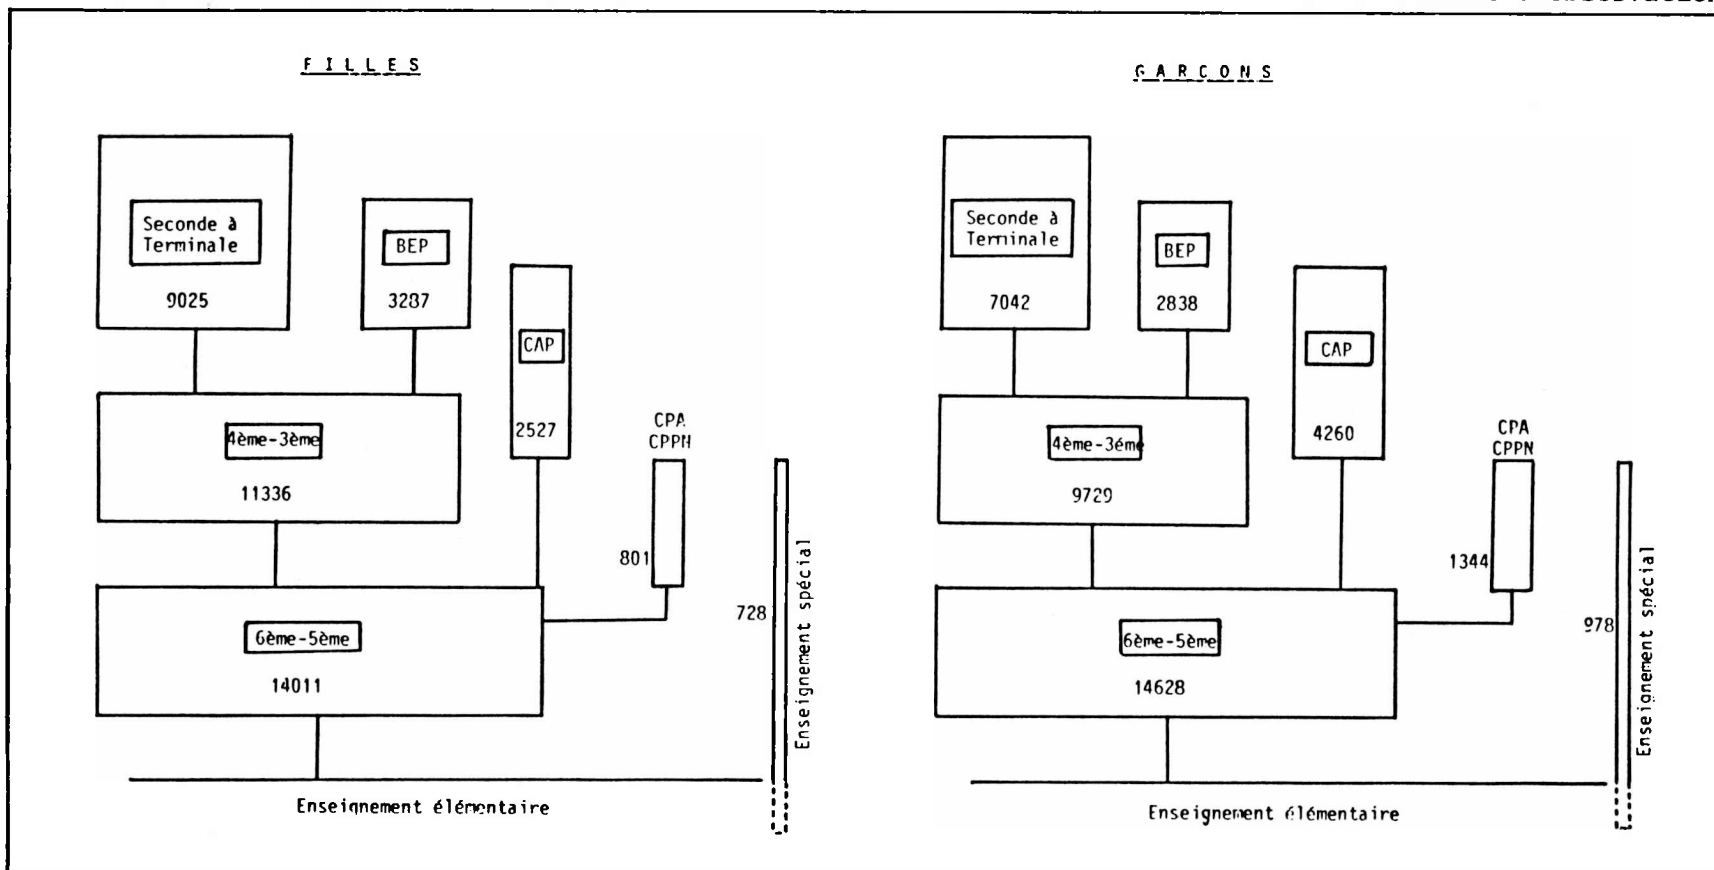 FILLES
Seconde à
Terminale
9025
BEP
3287
CAP
2527
4ème-3ème
11336
CPA
CPPN
801
6ème-5ème
14011
728
Enseignement spécial
Enseignement élémentaire
GARCONS
Seconde à
Terminale
7042
BEP
2838
CAP
4260
4ème-3éme
9729
CPA
CPPN
1344
6ème-5ème
14628
978
Enseignement spécial
Enseignement élémentaire